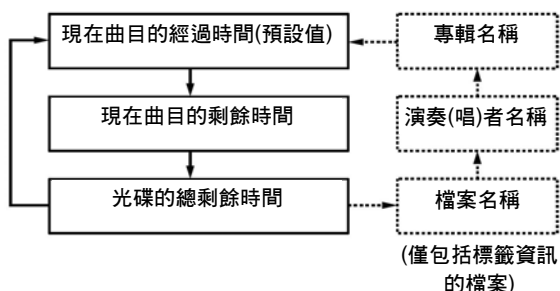 現在曲目的經過時間(預設值)
專輯名稱
現在曲目的剩餘時間
演奏(唱)者名稱
光碟的總剩餘時間
檔案名稱
(僅包括標籤資訊
的檔案)